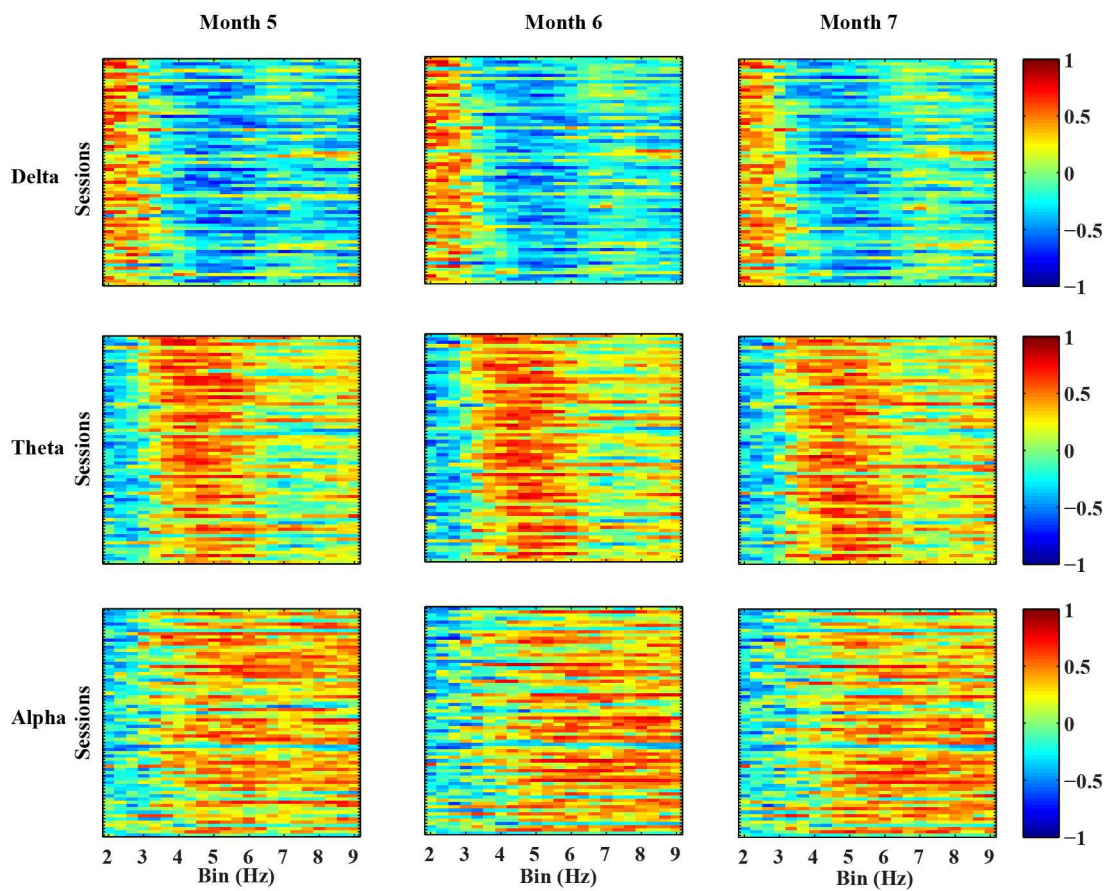 Month 5 Month 6 Month 7
Delta Sessions
1
0.5
0
−0.5
−1
Theta Sessions
1
0.5
0
−0.5
−1
Alpha Sessions
1
0.5
0
−0.5
−1
2 3 4 5 6 7 8 9 2 3 4 5 6 7 8 9 2 3 4 5 6 7 8 9
Bin (Hz) Bin (Hz) Bin (Hz)